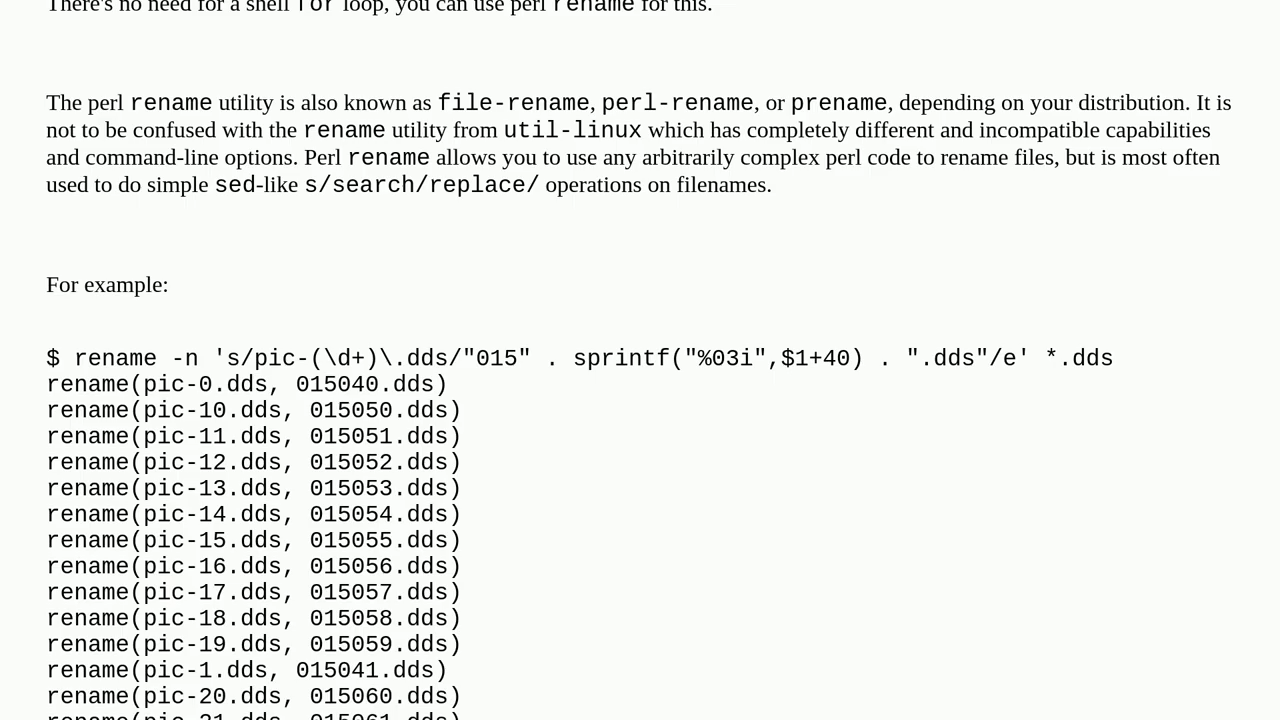 There's no need for a shell for loop, you can use perl rename for this.
The perl rename utility is also known as file-rename, perl-rename, or prename, depending on your distribution. It is
not to be confused with the rename utility from util-linux which has completely different and incompatible capabilities
and command-line options. Perl rename allows you to use any arbitrarily complex perl code to rename files, but is most often
used to do simple sed-like s/search/replace/ operations on filenames.
For example:
$ rename -n 's/pic-(\d+)\.dds/"015" . sprintf("%03i",$1+40) . ".dds"/e' *.dds
rename(pic-0.dds, 015040.dds)
rename(pic-10.dds, 015050.dds)
rename(pic-11.dds, 015051.dds)
rename(pic-12.dds, 015052.dds)
rename(pic-13.dds, 015053.dds)
rename(pic-14.dds, 015054.dds)
rename(pic-15.dds, 015055.dds)
rename(pic-16.dds, 015056.dds)
rename(pic-17.dds, 015057.dds)
rename(pic-18.dds, 015058.dds)
rename(pic-19.dds, 015059.dds)
rename(pic-1.dds, 015041.dds)
rename(pic-20.dds, 015060.dds)
rename(pic-21.dds, 015061.dds)